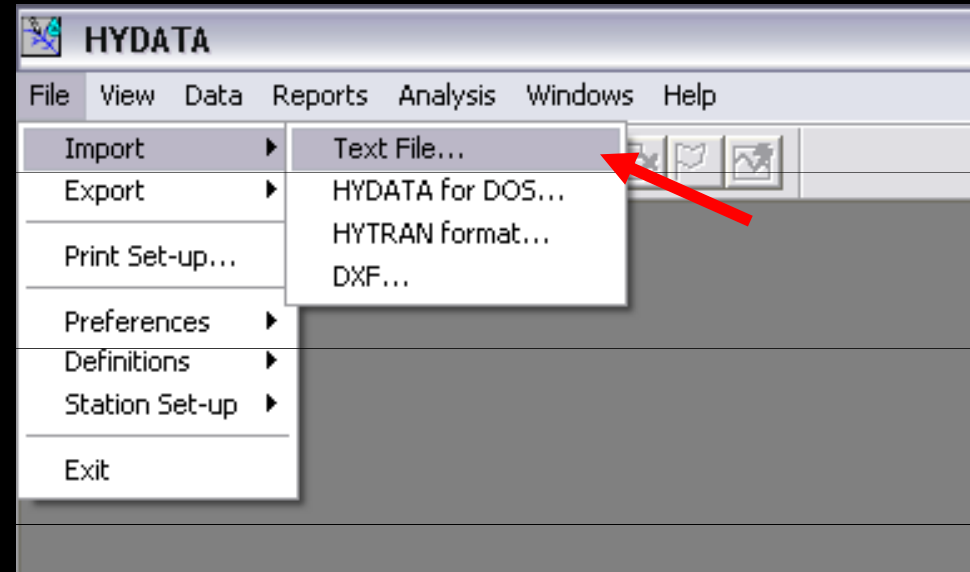 HYDATA
File View Data Reports Analysis Windows Help
Import
Export
Print Set-up...
Preferences
Definitions
Station Set-up
Exit
Text File...
HYDATA for DOS...
HYTRAN format...
DXF...